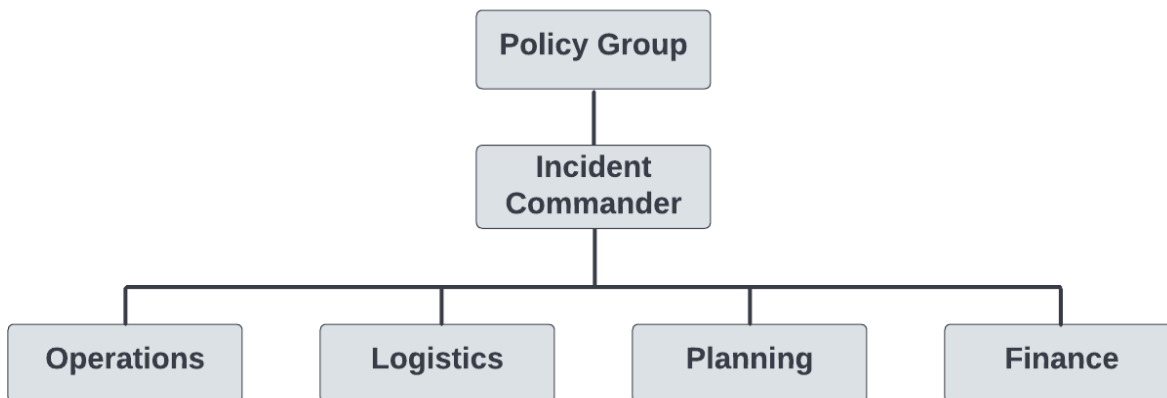 Policy Group
Incident
Commander
Operations
Logistics
Planning
Finance